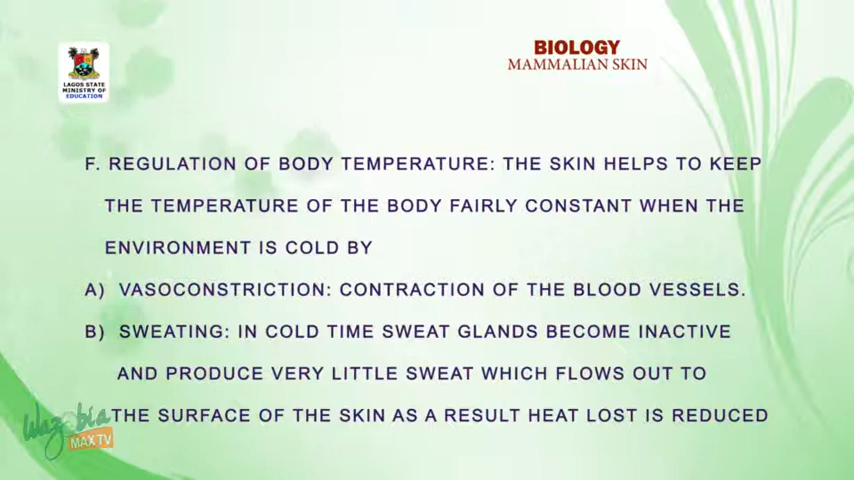 LAGOS STATE
MINISTRY OF
EDUCATION
BIOLOGY
MAMMALIAN SKIN
F. REGULATION OF BODY TEMPERATURE: THE SKIN HELPS TO KEEP
THE TEMPERATURE OF THE BODY FAIRLY CONSTANT WHEN THE
ENVIRONMENT IS COLD BY
A) VASOCONSTRICTION: CONTRACTION OF THE BLOOD VESSELS.
B) SWEATING: IN COLD TIME SWEAT GLANDS BECOME INACTIVE
AND PRODUCE VERY LITTLE SWEAT WHICH FLOWS OUT TO
THE SURFACE OF THE SKIN AS A RESULT HEAT LOST IS REDUCED
Wazobia
MAX TV